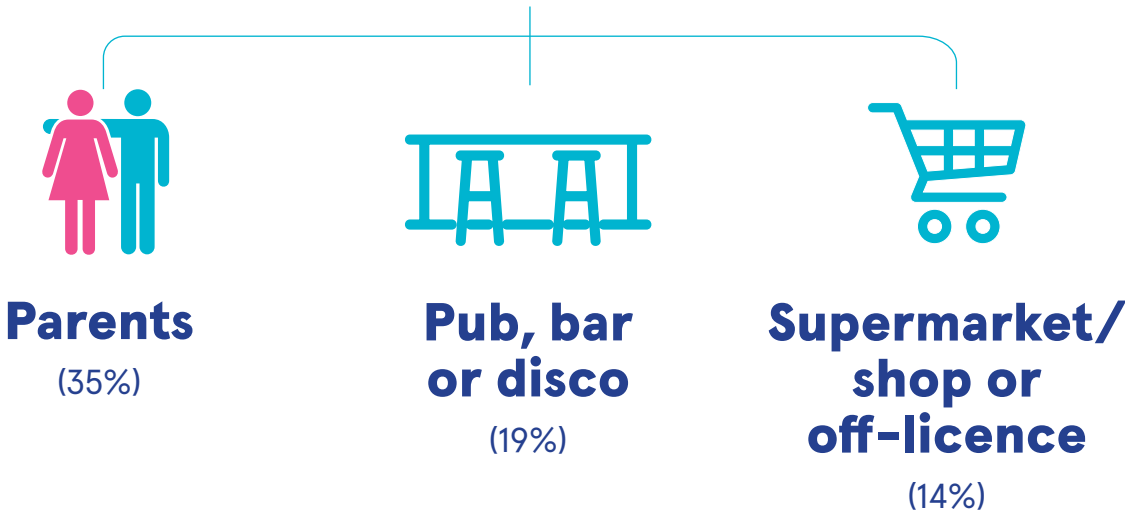 Parents
(35%)
Pub, bar
or disco
(19%)
Supermarket/
shop or
off-licence
(14%)